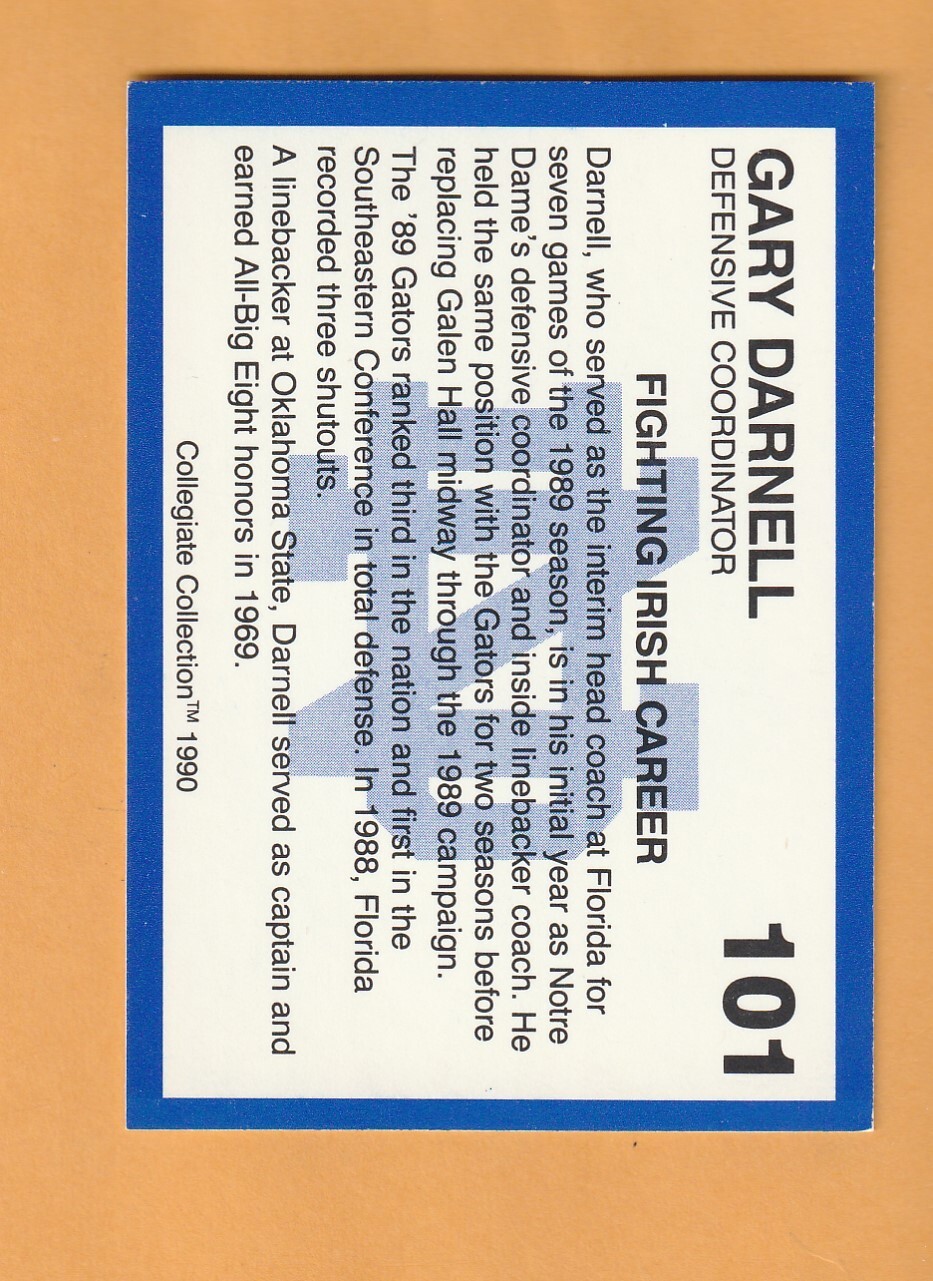 GARY DARNELL 101
DEFENSIVE COORDINATOR
FIGHTING IRISH CAREER
Darnell, who served as the interim head coach at Florida for
seven games of the 1989 season, is in his initial year as Notre
Dame's defensive coordinator and inside linebacker coach. He
held the same position with the Gators for two seasons before
replacing Galen Hall midway through the 1989 campaign.
The '89 Gators ranked third in the nation and first in the
Southeastern Conference in total defense. In 1988, Florida
recorded three shutouts.
A linebacker at Oklahoma State, Darnell served as captain and
earned All-Big Eight honors in 1969.
Collegiate Collection™ 1990